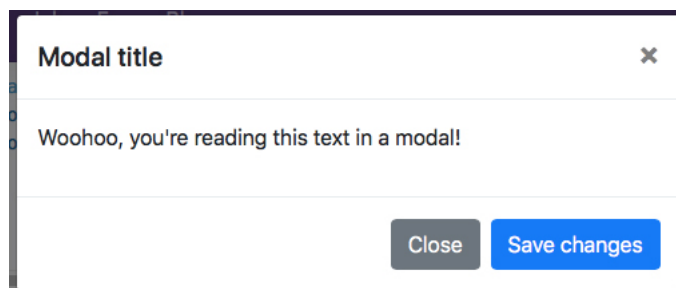 Modal title
×
Woohoo, you're reading this text in a modal!
Close
Save changes